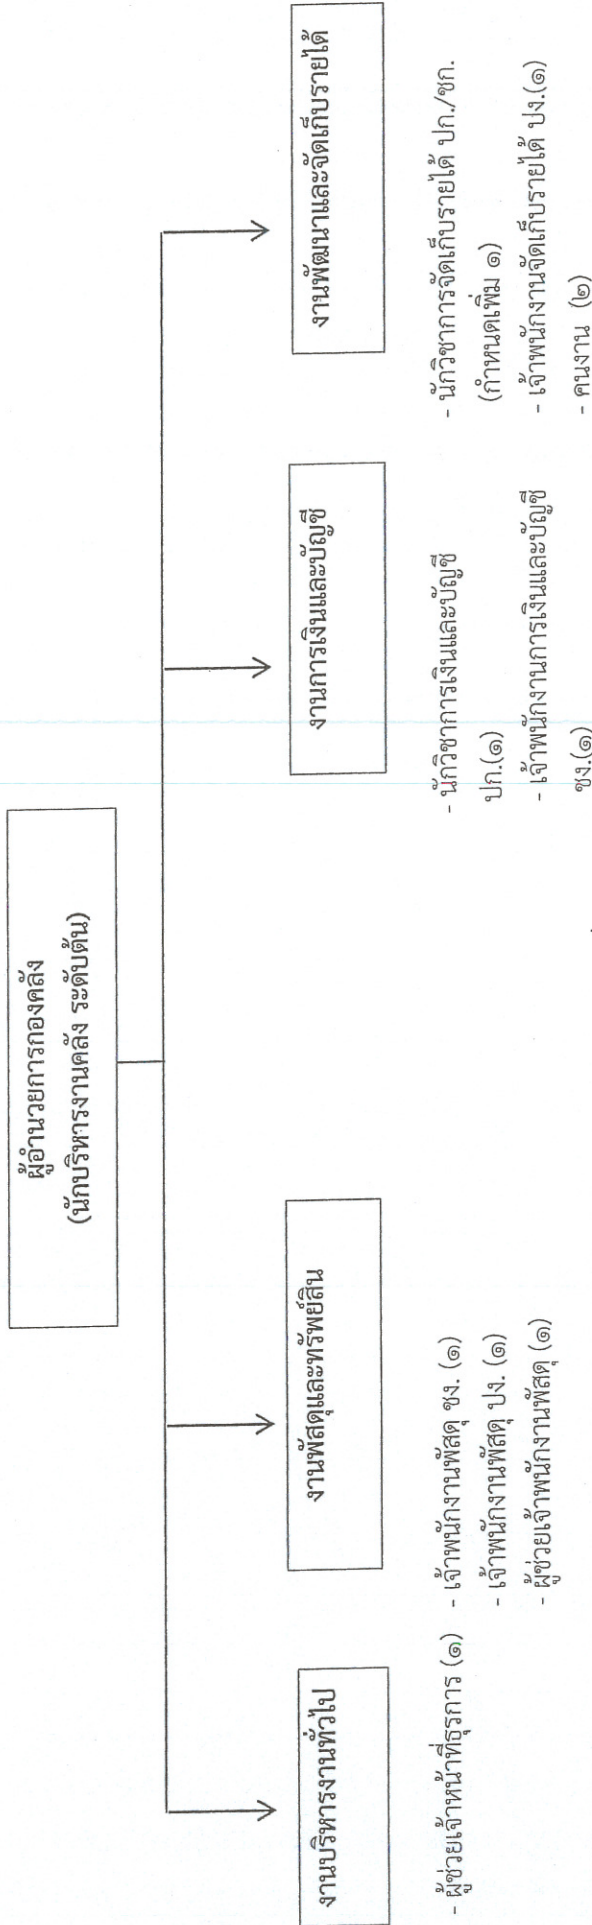 ผู้อำนวยการกองคลัง
(นักบริหารงานคลัง ระดับต้น)
งานบริหารงานทั่วไป
- ผู้ช่วยเจ้าหน้าที่ธุรการ (๑)
งานพัสดุและทรัพย์สิน
- เจ้าพนักงานพัสดุ ชง. (๑)
- เจ้าพนักงานพัสดุ ปง. (๑)
- ผู้ช่วยเจ้าพนักงานพัสดุ (๑)
งานการเงินและบัญชี
- นักวิชาการเงินและบัญชี
ปก.(๑)
- เจ้าพนักงานการเงินและบัญชี
ชง.(๑)
งานพัฒนาและจัดเก็บรายได้
- นักวิชาการจัดเก็บรายได้ ปก./ชก.
(กำหนดเพิ่ม ๑)
- เจ้าพนักงานจัดเก็บรายได้ ปง.(๑)
- คนงาน (๒)